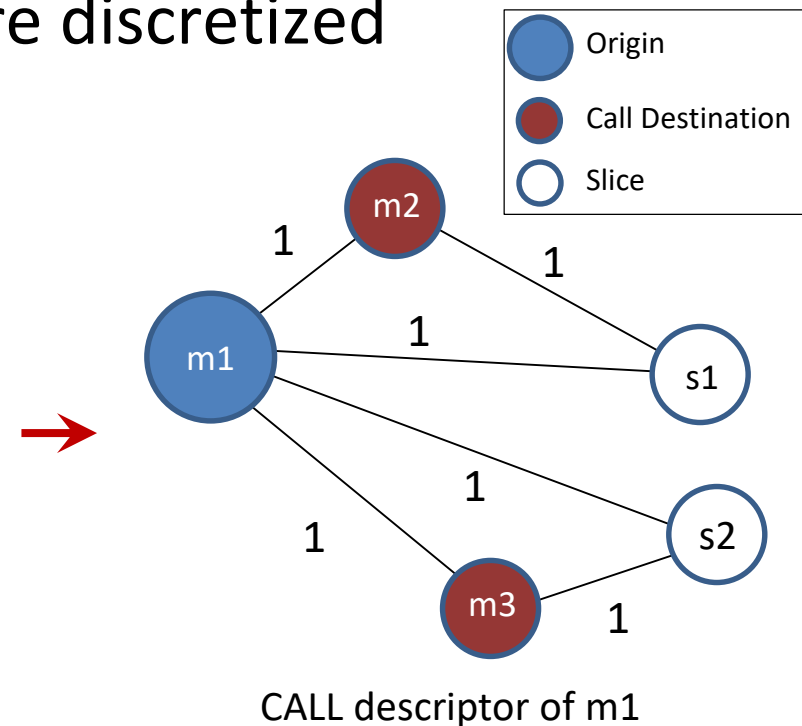 re discretized
Origin
Call Destination
Slice
m2
1
1
1
m1
s1
1
s2
1
m3
1
CALL descriptor of m1